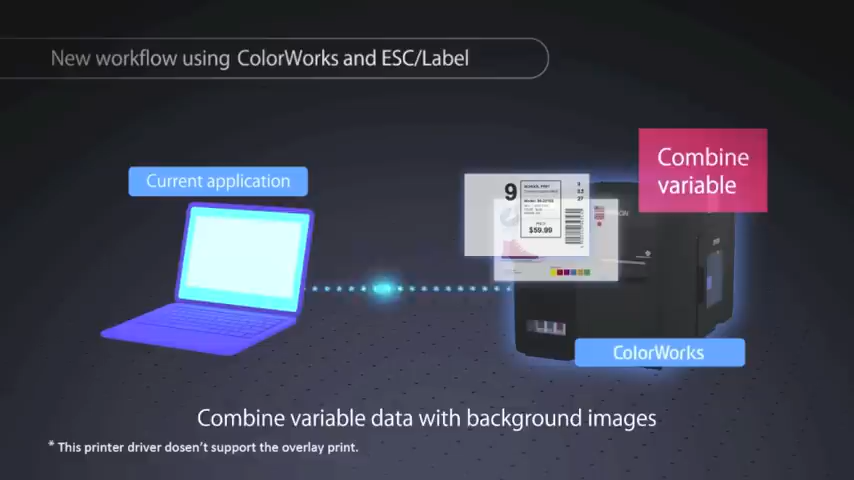 New workflow using ColorWorks and ESC/Label
Combine
variable
Current application
9
$59.99
ColorWorks
Combine variable data with background images
* This printer driver dosen't support the overlay print.